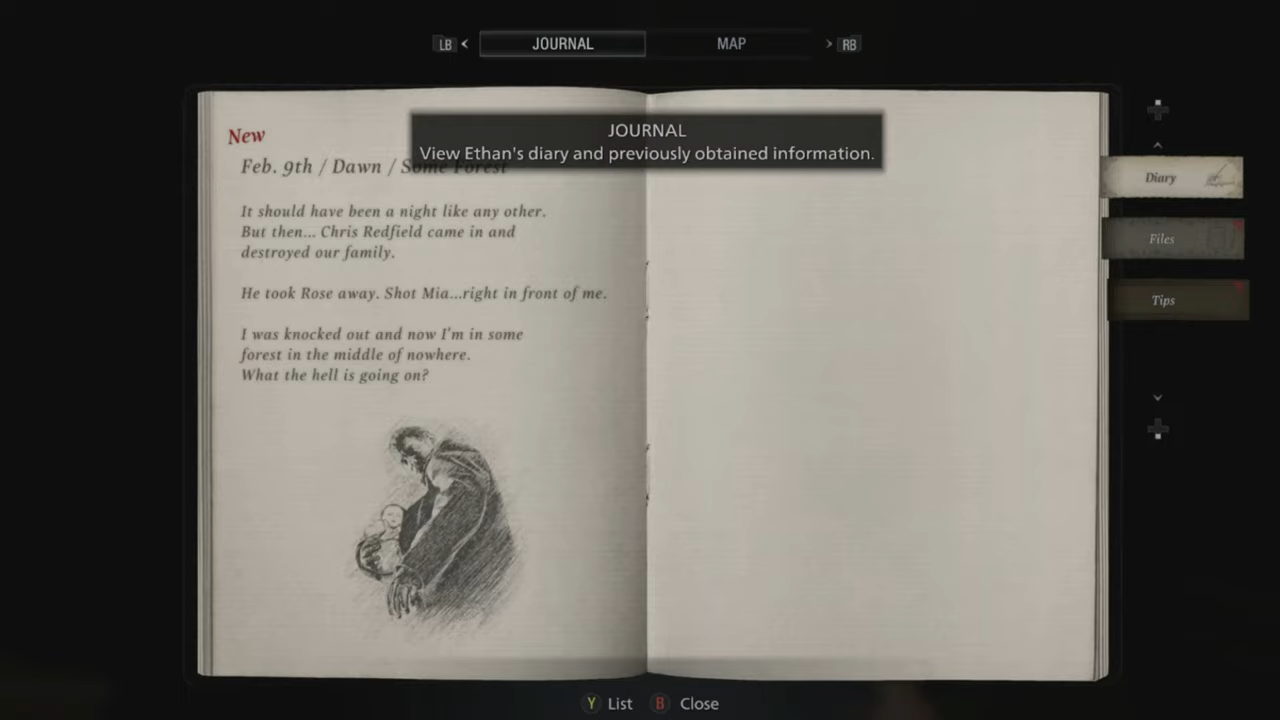 LB JOURNAL MAP RB
JOURNAL
View Ethan's diary and previously obtained information.
New
Feb. 9th / Dawn / Some Forest
It should have been a night like any other.
But then... Chris Redfield came in and
destroyed our family.
He took Rose away. Shot Mia...right in front of me.
I was knocked out and now I'm in some
forest in the middle of nowhere.
What the hell is going on?
Diary
Files
Tips
Y List B Close